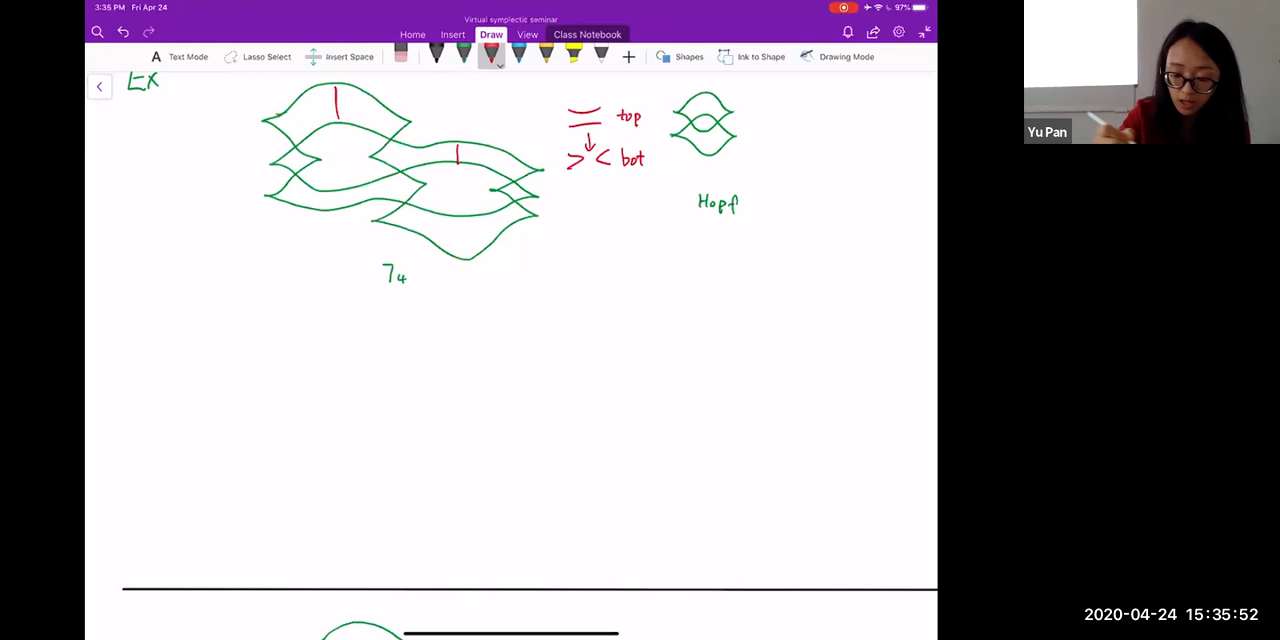 3:35 PM Fri Apr 24
97%
Virtual symplectic seminar
Home Insert Draw View Class Notebook
Text Mode Lasso Select Insert Space Shapes Ink to Shape Drawing Mode
Ex
top
bot
Hopf
7₄
Yu Pan
2020-04-24 15:35:52